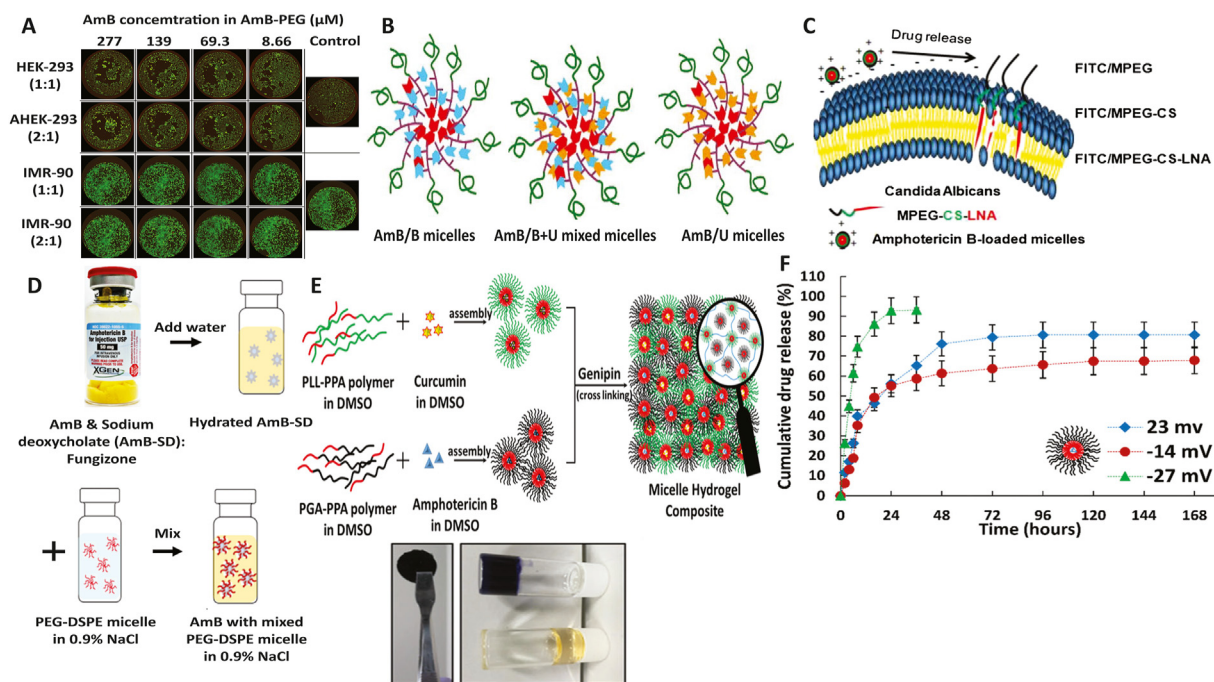 A
AmB concemtration in AmB-PEG (μM)
277 139 69.3 8.66 Control
HEK-293
(1:1)
AHEK-293
(2:1)
IMR-90
(1:1)
IMR-90
(2:1)
B
AmB/B micelles
AmB/B+U mixed micelles
AmB/U micelles
C
Drug release
FITC/MPEG
FITC/MPEG-CS
FITC/MPEG-CS-LNA
Candida Albicans
MPEG-CS-LNA
Amphotericin B-loaded micelles
D
Amphotericin B
for Injection USP
50 mg
XGEN
Add water
AmB & Sodium
deoxycholate (AmB-SD):
Fungizone
Hydrated AmB-SD
+
Mix
PEG-DSPE micelle
in 0.9% NaCl
AmB with mixed
PEG-DSPE micelle
in 0.9% NaCl
E
+
assembly
PLL-PPA polymer
in DMSO
Curcumin
in DMSO
Genipin
(cross linking)
+
assembly
PGA-PPA polymer
in DMSO
Amphotericin B
in DMSO
Micelle Hydrogel
Composite
F
Cumulative drug release (%)
110
100
90
80
70
60
50
40
30
20
10
0
0 24 48 72 96 120 144 168
Time (hours)
23 mv
-14 mV
-27 mV